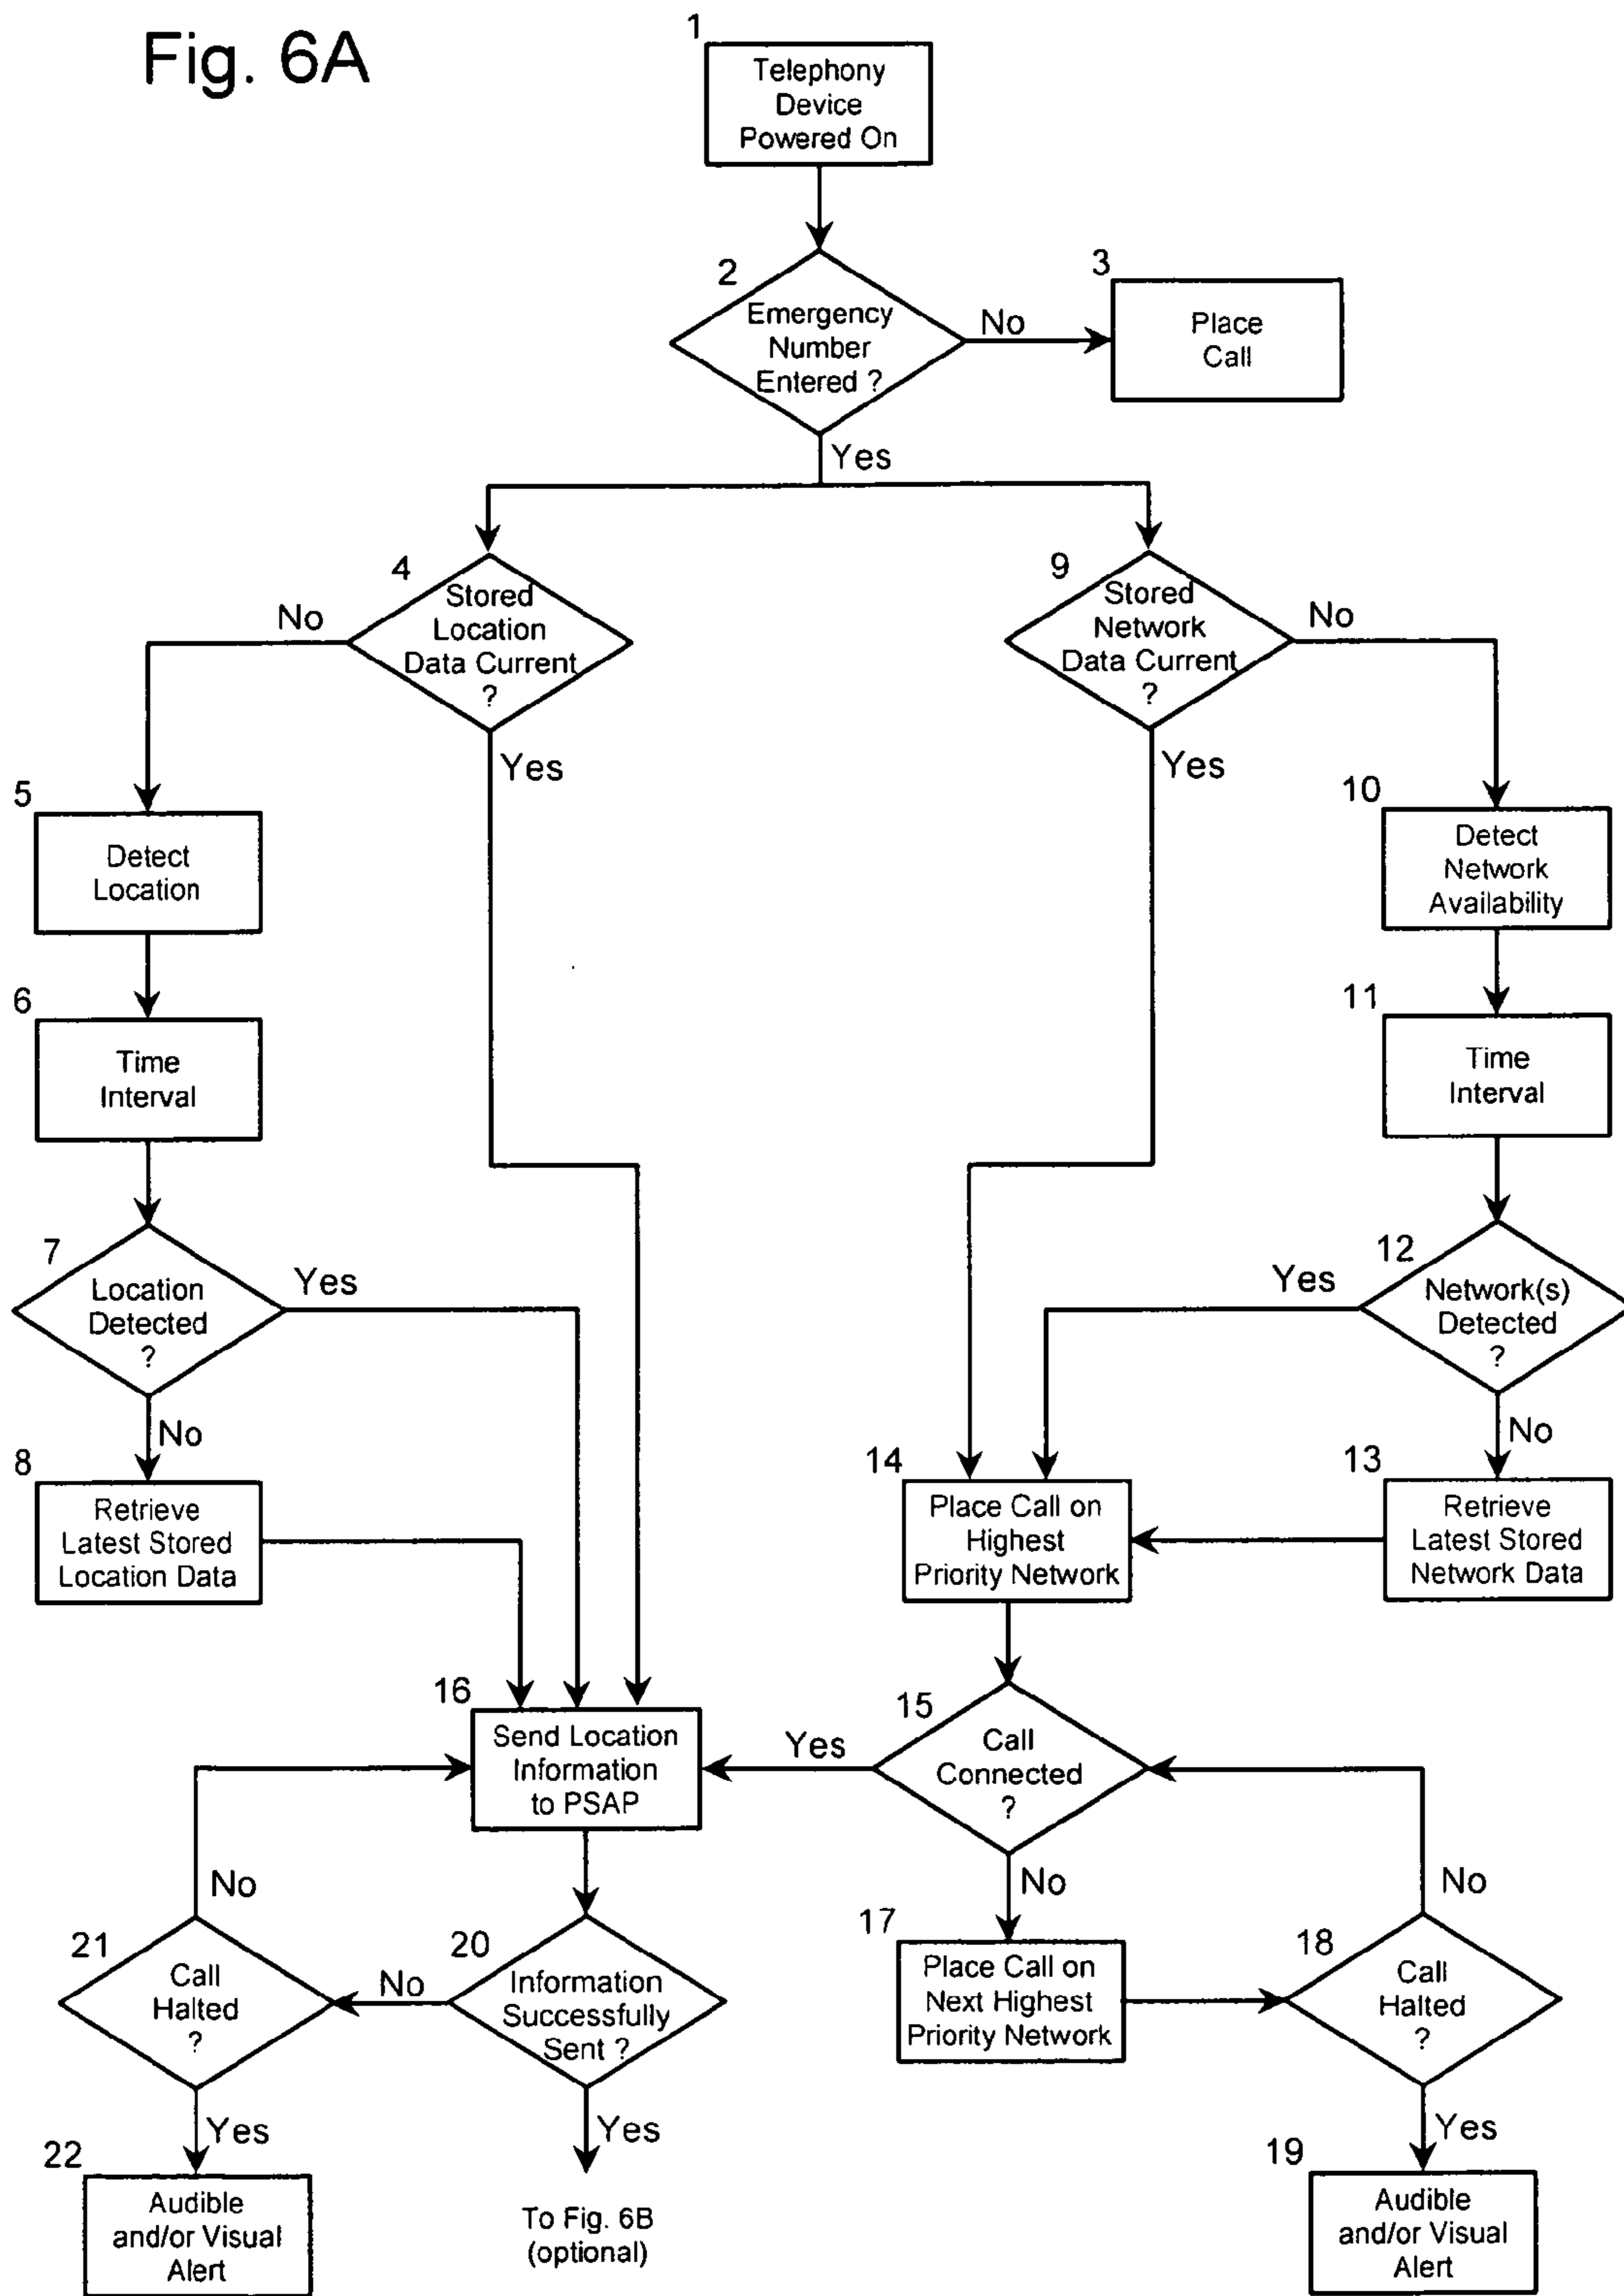 Fig. 6A
1
Telephony
Device
Powered On
2
Emergency
Number
Entered ?
No
3
Place
Call
Yes
4
Stored
Location
Data Current
?
No
Yes
9
Stored
Network
Data Current
?
No
Yes
5
Detect
Location
10
Detect
Network
Availability
6
Time
Interval
11
Time
Interval
7
Location
Detected
?
Yes
No
12
Network(s)
Detected
?
Yes
No
8
Retrieve
Latest Stored
Location Data
14
Place Call on
Highest
Priority Network
13
Retrieve
Latest Stored
Network Data
16
Send Location
Information
to PSAP
15
Call
Connected
?
Yes
No
21
Call
Halted
?
No
Yes
20
Information
Successfully
Sent ?
No
Yes
17
Place Call on
Next Highest
Priority Network
18
Call
Halted
?
No
Yes
22
Audible
and/or Visual
Alert
To Fig. 6B
(optional)
19
Audible
and/or Visual
Alert